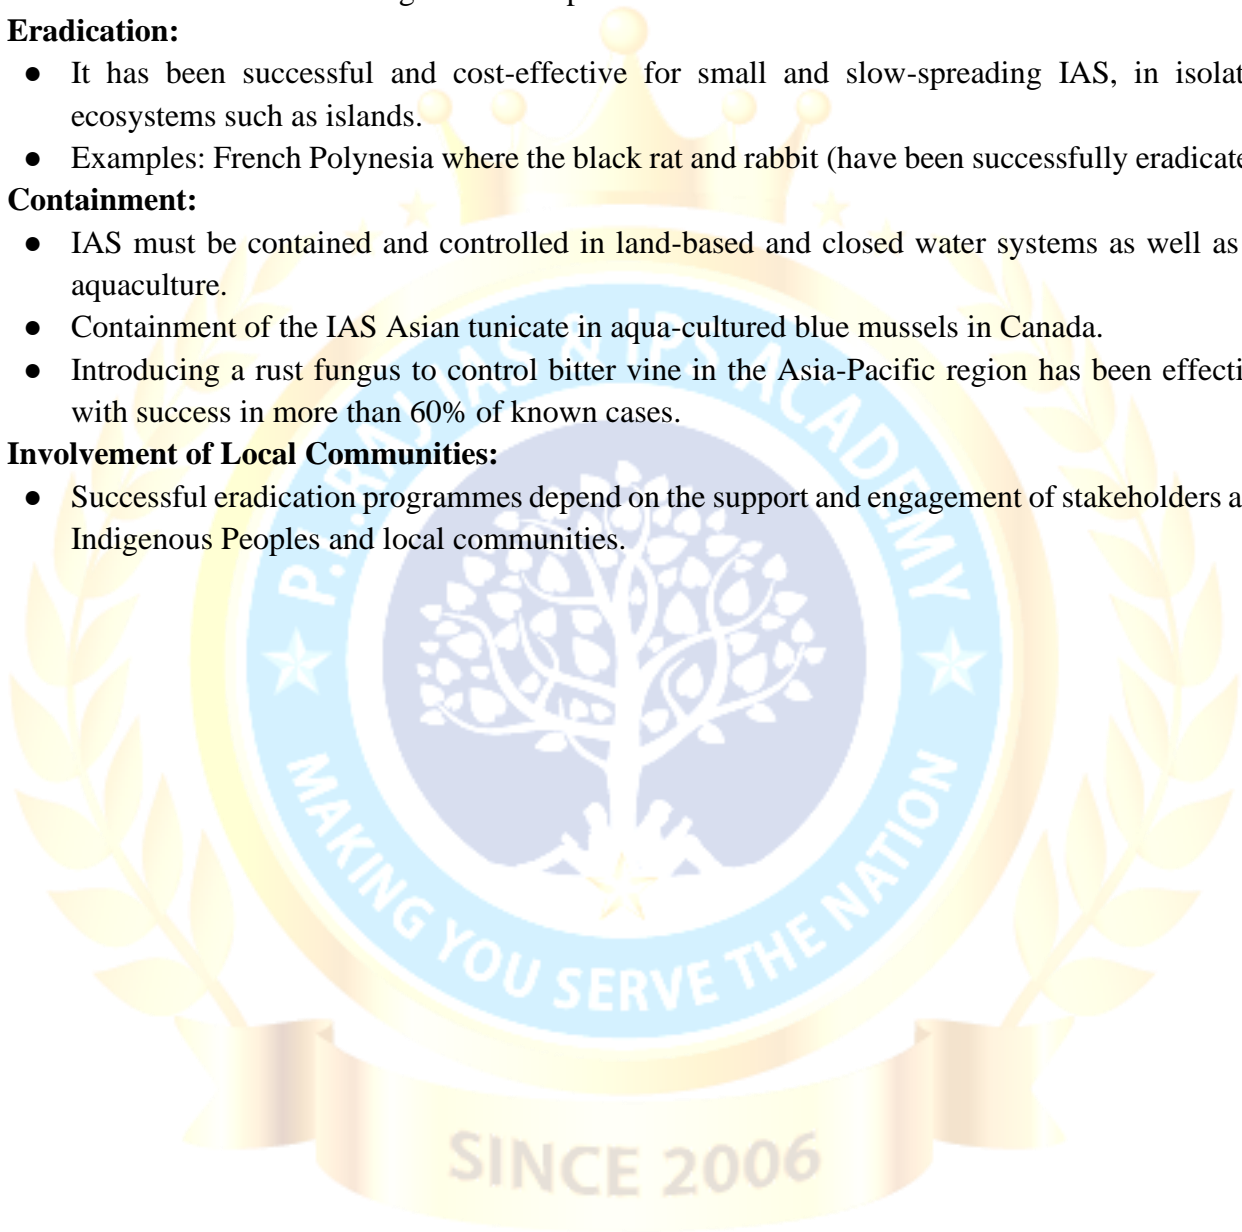 Eradication:
● It has been successful and cost-effective for small and slow-spreading IAS, in isolat
ecosystems such as islands.
● Examples: French Polynesia where the black rat and rabbit (have been successfully eradicate
Containment:
● IAS must be contained and controlled in land-based and closed water systems as well as
aquaculture.
● Containment of the IAS Asian tunicate in aqua-cultured blue mussels in Canada.
● Introducing a rust fungus to control bitter vine in the Asia-Pacific region has been effecti
with success in more than 60% of known cases.
Involvement of Local Communities:
● Successful eradication programmes depend on the support and engagement of stakeholders a
Indigenous Peoples and local communities.
P. L. RAJ IAS & IPS ACADEMY
MAKING YOU SERVE THE NATION
SINCE 2006